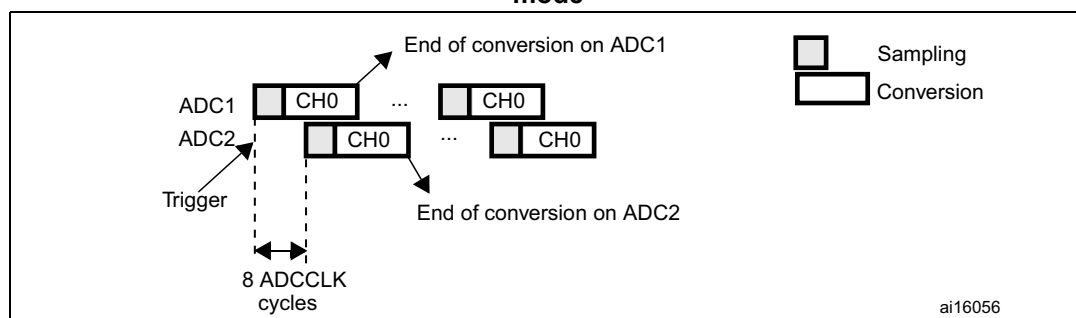 mode
End of conversion on ADC1
Sampling
Conversion
ADC1 CH0 ... CH0
ADC2 CH0 ... CH0
Trigger
End of conversion on ADC2
8 ADCCLK
cycles
ai16056